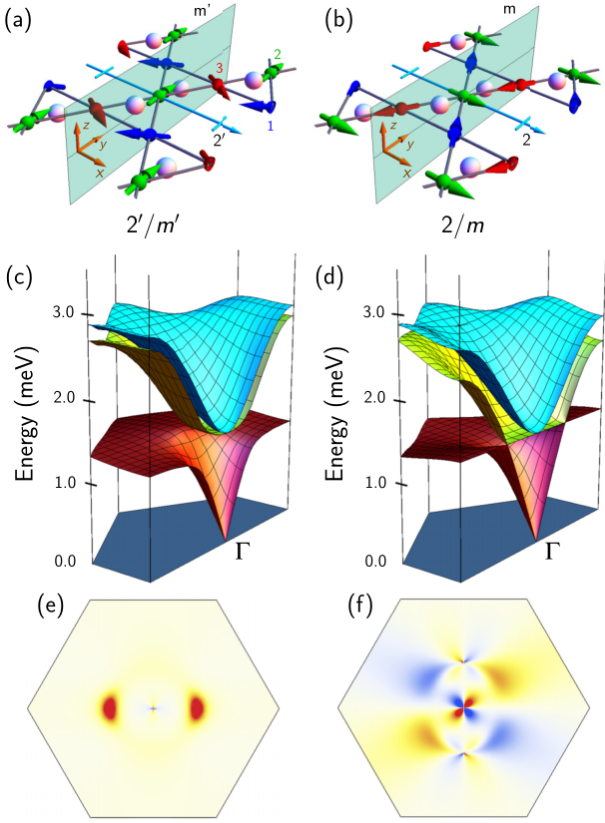 (a)
m'
2
3
1
z
y
x
2'
2'/m'
(b)
m
z
y
x
2
2/m
(c)
Energy (meV)
3.0
2.0
1.0
0.0
Γ
(d)
Energy (meV)
3.0
2.0
1.0
0.0
Γ
(e)
(f)